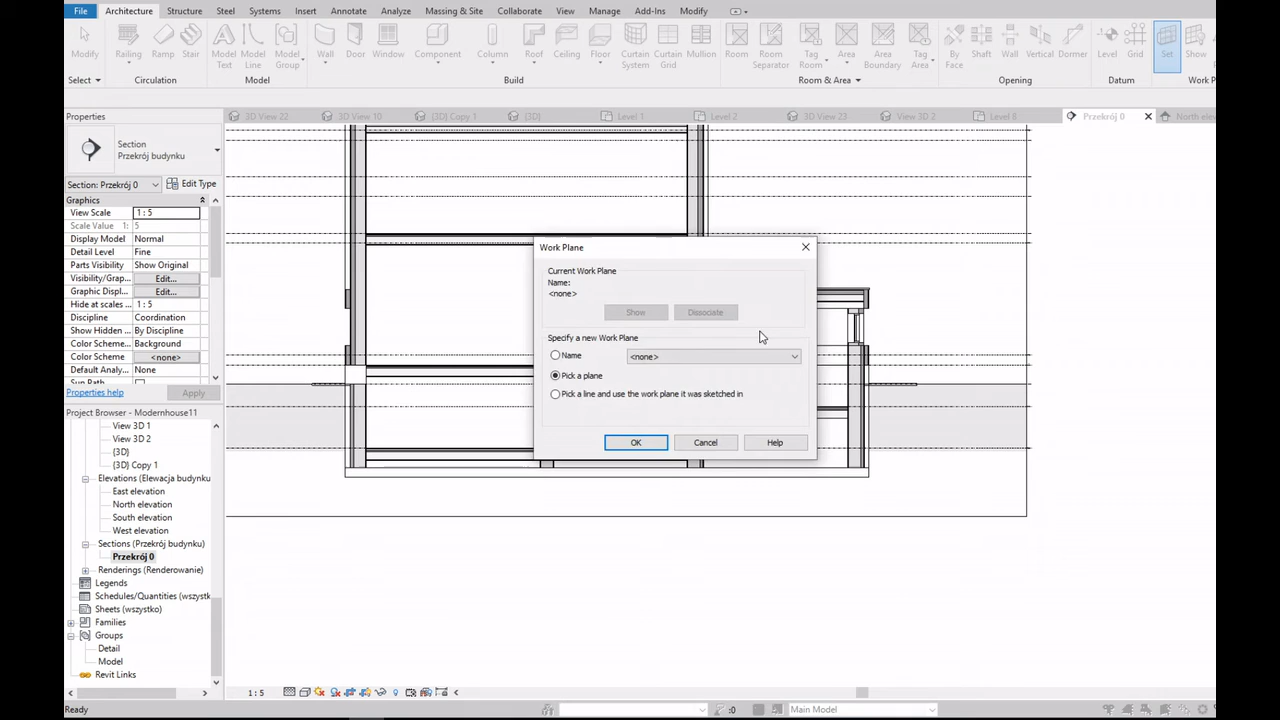 File Architecture Structure Steel Systems Insert Annotate Analyze Massing & Site Collaborate View Manage Add-Ins Modify
Modify Railing Ramp Stair Model Text Model Line Model Group Wall Door Window Component Column Roof Ceiling Floor Curtain System Curtain Grid Mullion Room Room Separator Tag Room Area Area Boundary Tag Area By Face Shaft Wall Vertical Dormer Level Grid Set Show
Select Circulation Model Build Room & Area Opening Datum Work P
Properties
3D View 22 3D View 10 (3D) Copy 1 (3D) Level 1 Level 2 3D View 23 View 3D 2 Level 8 Przekrój 0 North ele
Section
Przekrój budynku
Section: Przekrój 0 Edit Type
Graphics
View Scale 1 : 5
Scale Value 1: 5
Display Model Normal
Detail Level Fine
Parts Visibility Show Original
Visibility/Grap... Edit...
Graphic Displ... Edit...
Hide at scales ... 1 : 5
Discipline Coordination
Show Hidden ... By Discipline
Color Scheme... Background
Color Scheme <none>
Default Analy... None
Sun Path
Properties help Apply
Project Browser - Modernhouse11
View 3D 1
View 3D 2
{3D}
{3D} Copy 1
Elevations (Elewacja budynku
East elevation
North elevation
South elevation
West elevation
Sections (Przekrój budynku)
Przekrój 0
Renderings (Renderowanie)
Legends
Schedules/Quantities (wszystk
Sheets (wszystko)
Families
Groups
Detail
Model
Revit Links
Work Plane
Current Work Plane
Name:
<none>
Show Dissociate
Specify a new Work Plane
Name <none>
Pick a plane
Pick a line and use the work plane it was sketched in
OK Cancel Help
1 : 5
Ready :0 Main Model